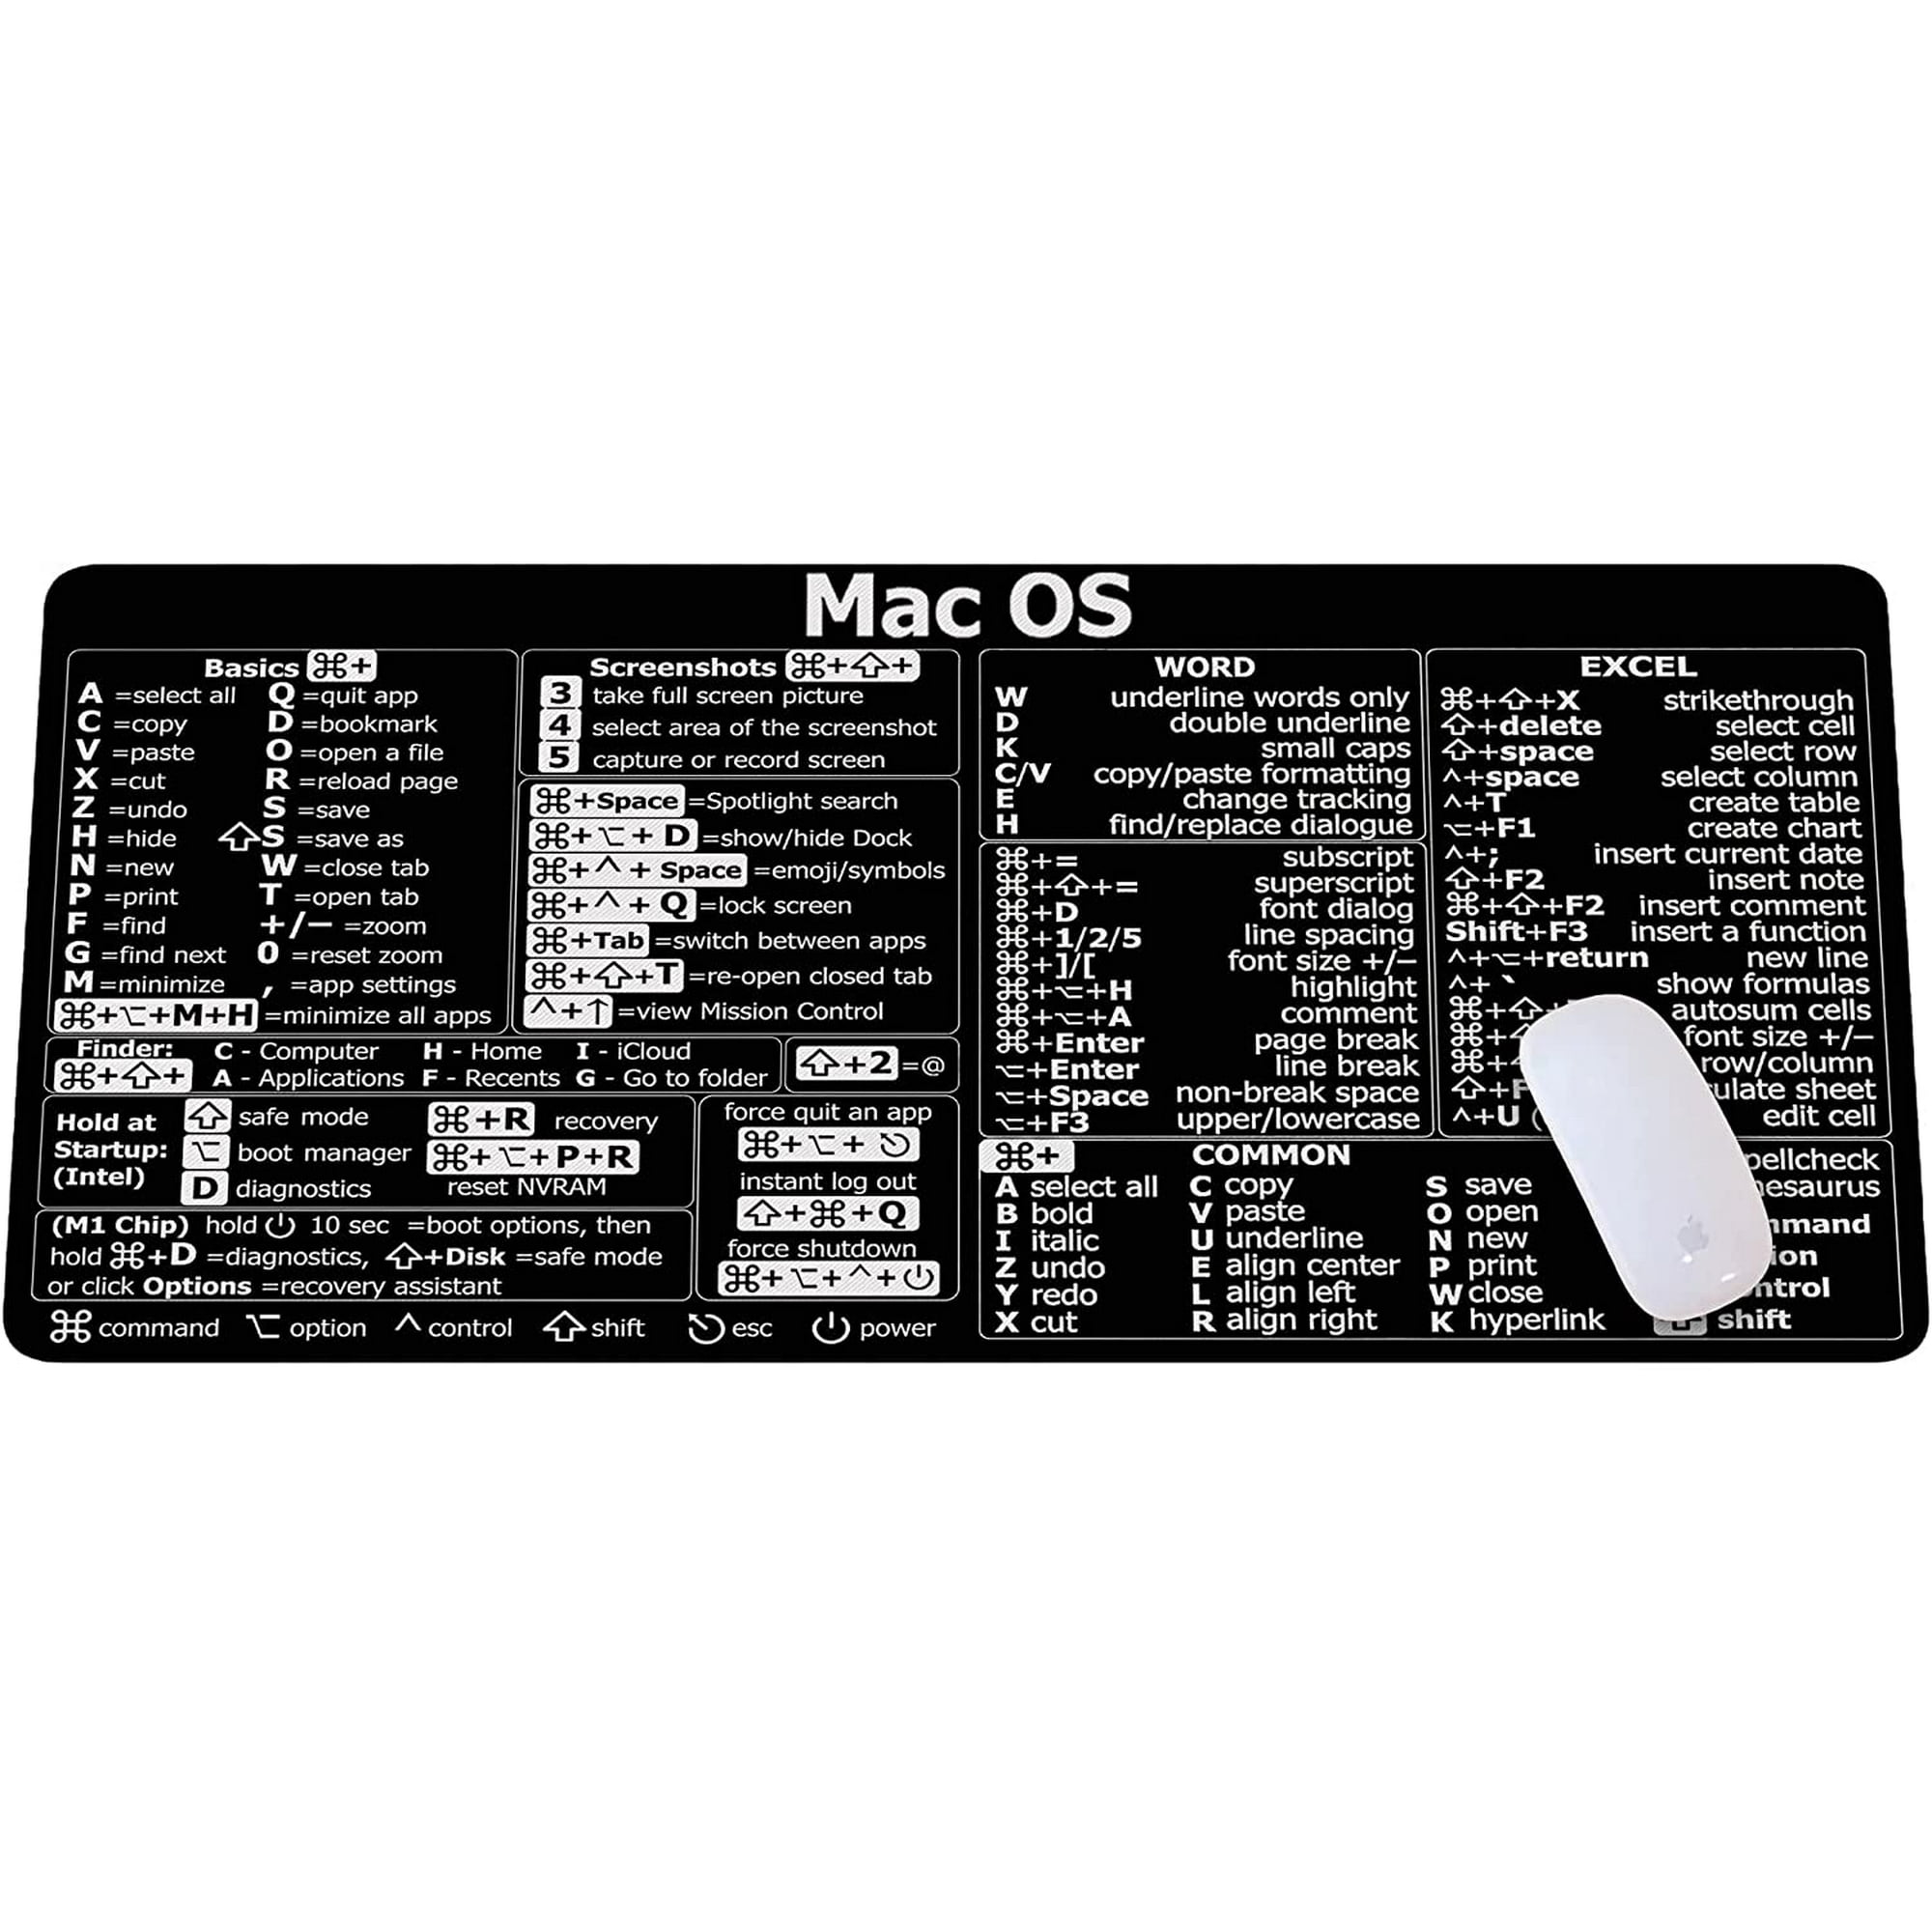 Mac OS
Basics ⌘+
A =select all Q =quit app
C =copy D =bookmark
V =paste O =open a file
X =cut R =reload page
Z =undo S =save
H =hide ⇧S =save as
N =new W =close tab
P =print T =open tab
F =find +/− =zoom
G =find next 0 =reset zoom
M =minimize , =app settings
⌘+⌥+M+H =minimize all apps
Screenshots ⌘+⇧+
3 take full screen picture
4 select area of the screenshot
5 capture or record screen
⌘+Space =Spotlight search
⌘+⌥+ D =show/hide Dock
⌘+^+ Space =emoji/symbols
⌘+^+ Q =lock screen
⌘+Tab =switch between apps
⌘+⇧+T =re-open closed tab
^+↑ =view Mission Control
Finder: C - Computer H - Home I - iCloud
⌘+⇧+ A - Applications F - Recents G - Go to folder
⇧+2 =@
Hold at ⇧ safe mode ⌘+R recovery
Startup: ⌥ boot manager ⌘+⌥+P+R
(Intel) D diagnostics reset NVRAM
(M1 Chip) hold ⏻ 10 sec =boot options, then
hold ⌘+D =diagnostics, ⇧+Disk =safe mode
or click Options =recovery assistant
force quit an app
⌘+⌥+⎋
instant log out
⇧+⌘+Q
force shutdown
⌘+⌥+^+⏻
⌘ command ⌥ option ^ control ⇧ shift ⎋ esc ⏻ power
WORD
W underline words only
D double underline
K small caps
C/V copy/paste formatting
E change tracking
H find/replace dialogue
⌘+= subscript
⌘+⇧+= superscript
⌘+D font dialog
⌘+1/2/5 line spacing
⌘+]/[ font size +/−
⌘+⌥+H highlight
⌘+⌥+A comment
⌘+Enter page break
⌥+Enter line break
⌥+Space non-break space
⌥+F3 upper/lowercase
EXCEL
⌘+⇧+X strikethrough
⇧+delete select cell
⇧+space select row
^+space select column
^+T create table
⌥+F1 create chart
^+; insert current date
⇧+F2 insert note
⌘+⇧+F2 insert comment
Shift+F3 insert a function
^+⌥+return new line
^+` show formulas
⌘+⇧+ autosum cells
⌘+ font size +/−
⌘+ row/column
⇧+F sheet
^+U ( edit cell
⌘+ COMMON
A select all C copy S save
B bold V paste O open
I italic U underline N new
Z undo E align center P print
Y redo L align left W close
X cut R align right K hyperlink
shift